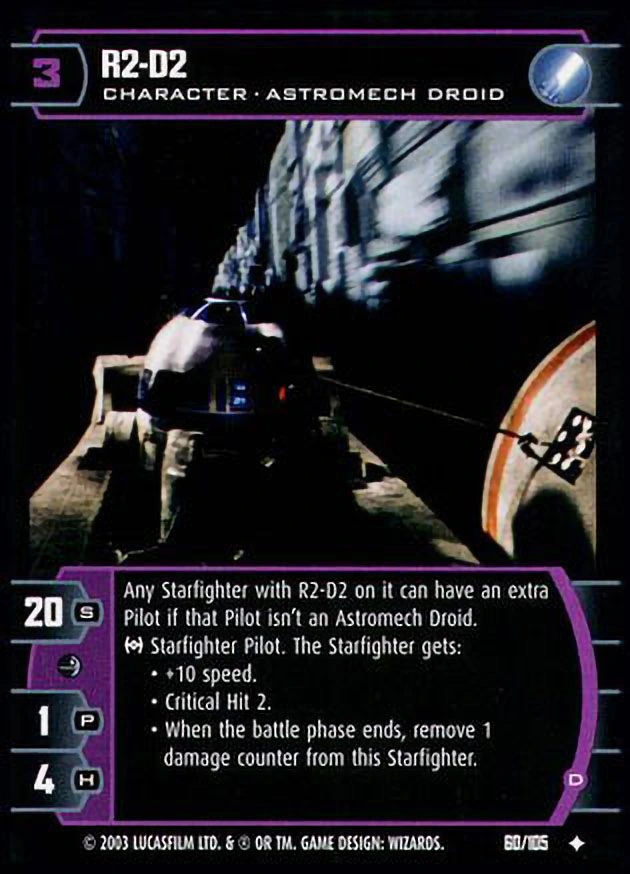 3
R2-D2
CHARACTER · ASTROMECH DROID
Any Starfighter with R2-D2 on it can have an extra
Pilot if that Pilot isn't an Astromech Droid.
Starfighter Pilot. The Starfighter gets:
• +10 speed.
• Critical Hit 2.
• When the battle phase ends, remove 1
damage counter from this Starfighter.
20 S
1 P
4 H
D
© 2003 LUCASFILM LTD. & ® OR TM. GAME DESIGN: WIZARDS.
60/105